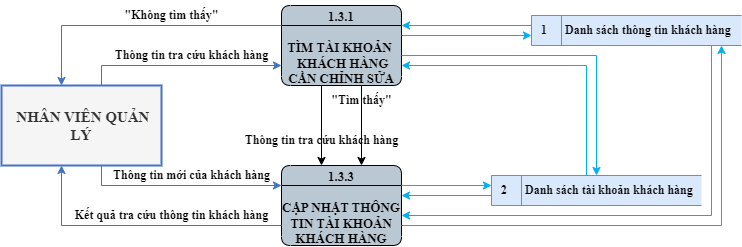 "Không tìm thấy"
1.3.1
1 Danh sách thông tin khách hàng
TÌM TÀI KHOẢN
KHÁCH HÀNG
CẦN CHỈNH SỬA
Thông tin tra cứu khách hàng
"Tìm thấy"
NHÂN VIÊN QUẢN
LÝ
Thông tin tra cứu khách hàng
1.3.3
Thông tin mới của khách hàng
2 Danh sách tài khoản khách hàng
CẬP NHẬT THÔNG
TIN TÀI KHOẢN
KHÁCH HÀNG
Kết quả tra cứu thông tin khách hàng